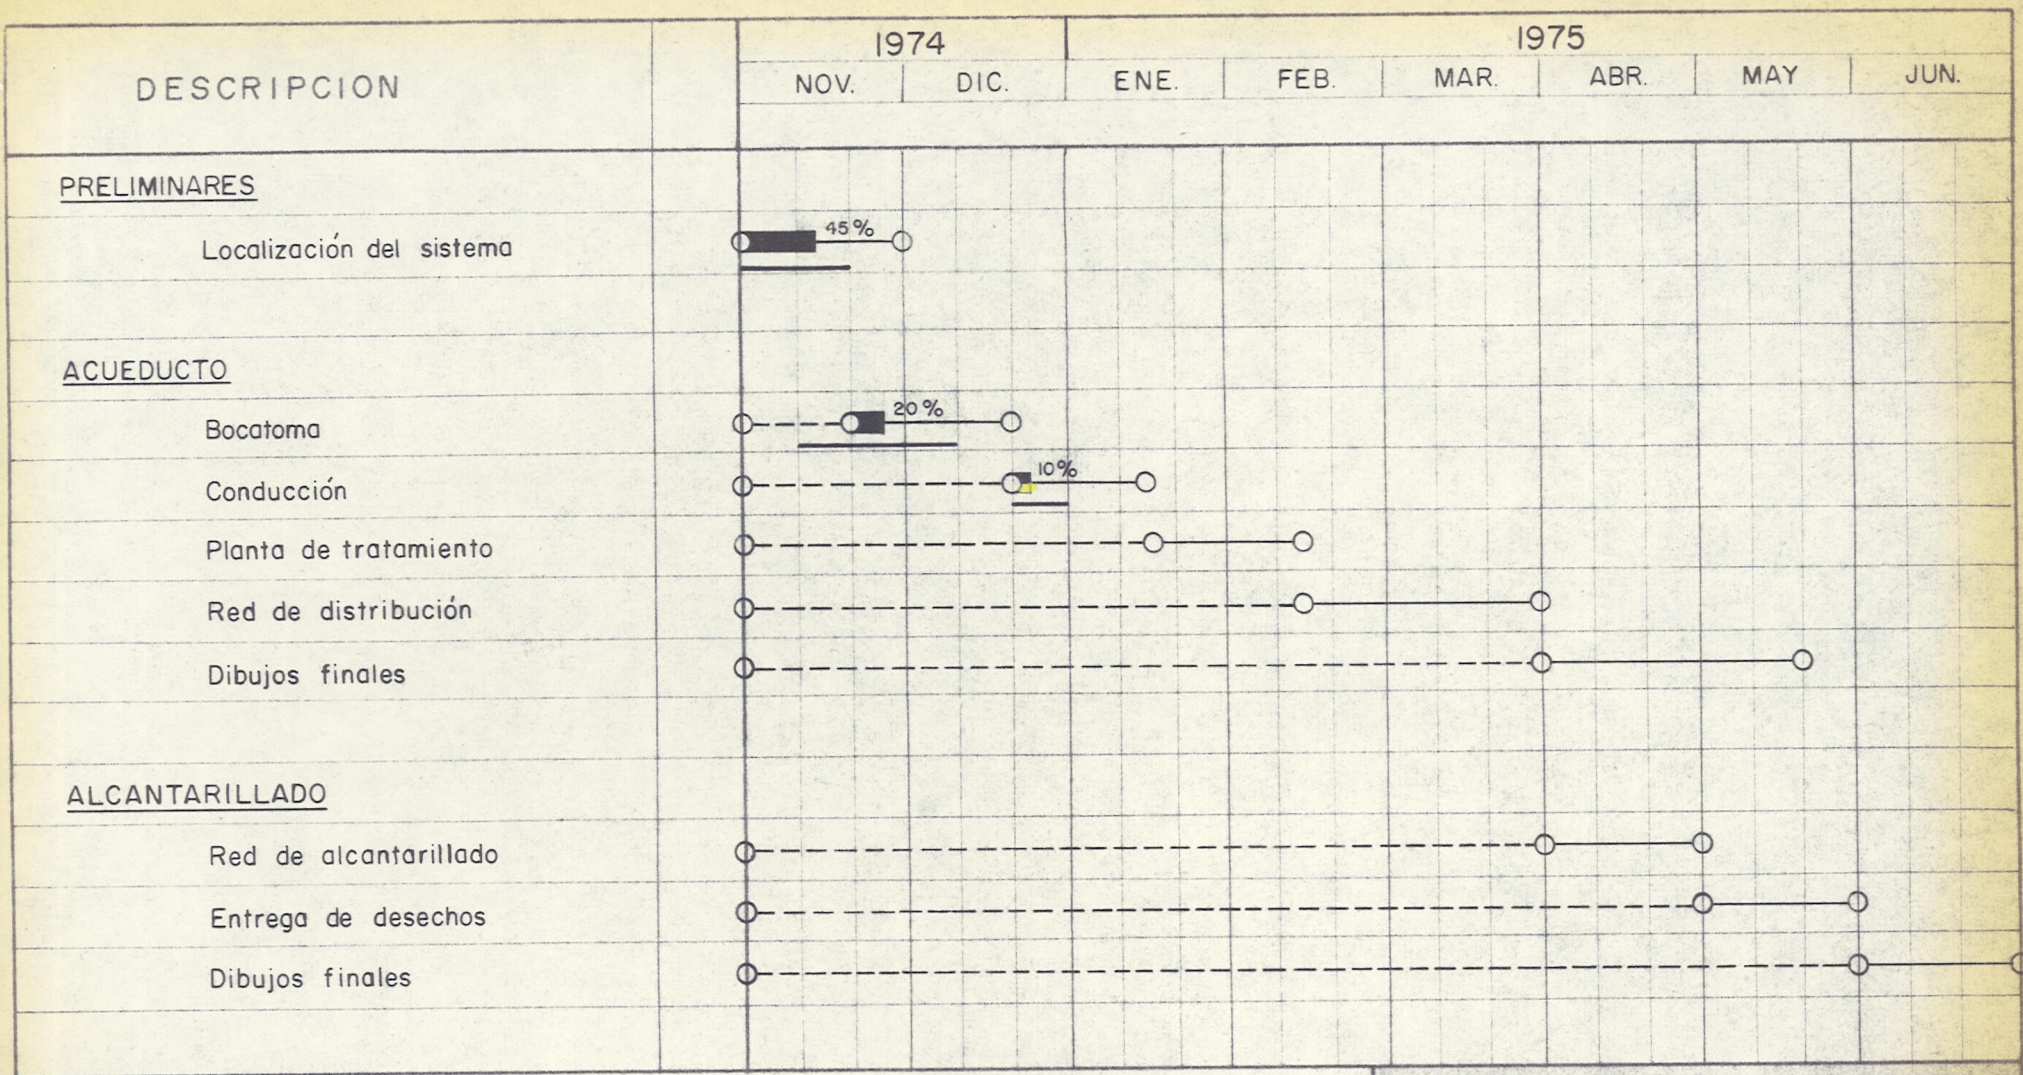 1974 1975
DESCRIPCION NOV. DIC. ENE. FEB. MAR. ABR. MAY JUN.
PRELIMINARES
Localización del sistema 45%
ACUEDUCTO
Bocatoma 20%
Conducción 10%
Planta de tratamiento
Red de distribución
Dibujos finales
ALCANTARILLADO
Red de alcantarillado
Entrega de desechos
Dibujos finales